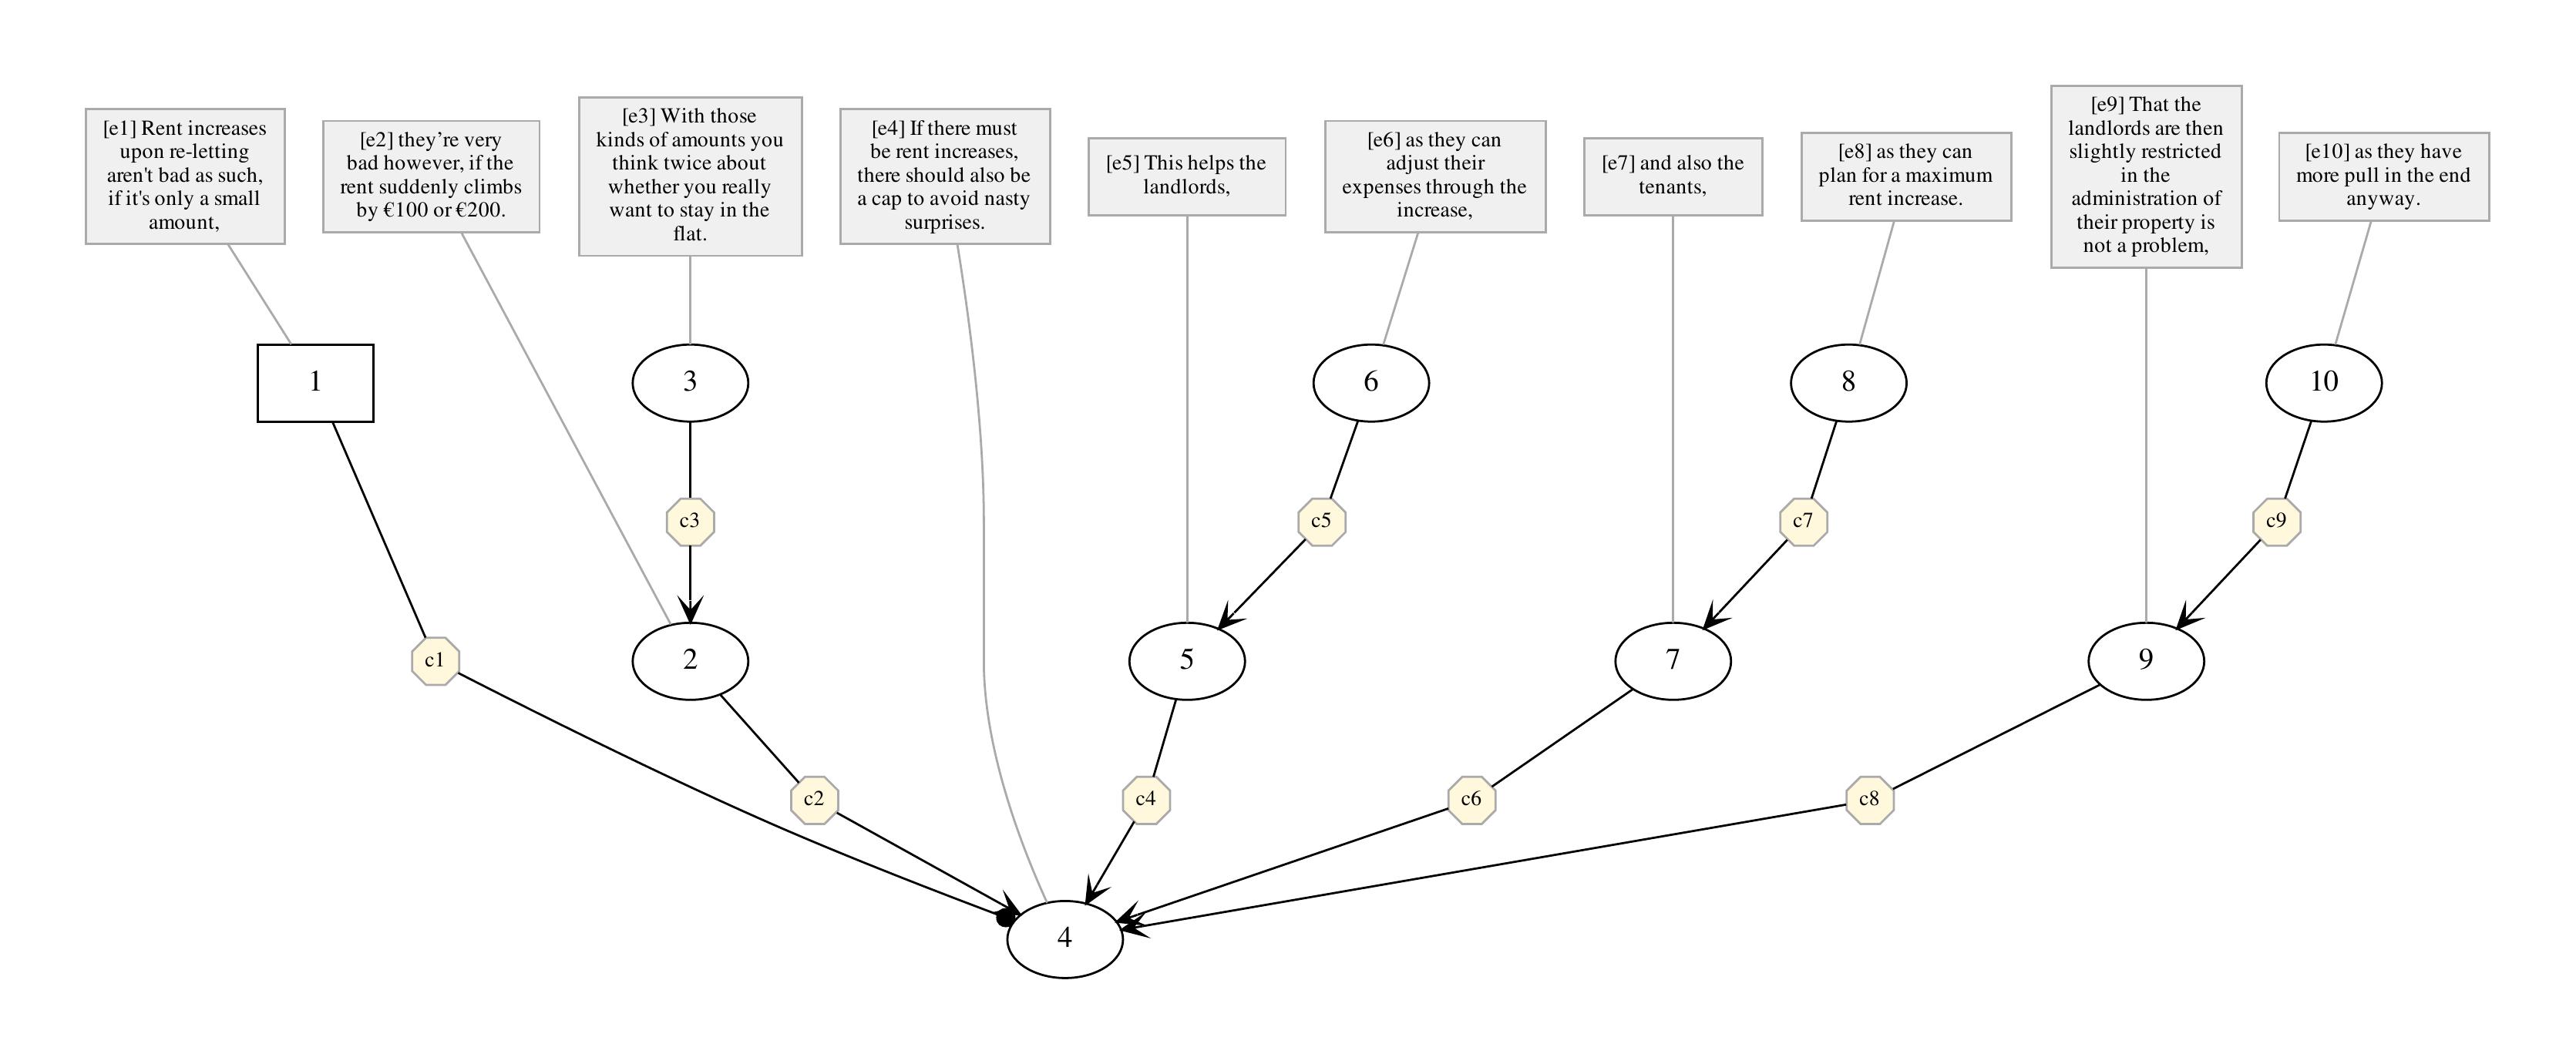 [e1] Rent increases
upon re-letting
aren't bad as such,
if it's only a small
amount,
[e2] they’re very
bad however, if the
rent suddenly climbs
by €100 or €200.
[e3] With those
kinds of amounts you
think twice about
whether you really
want to stay in the
flat.
[e4] If there must
be rent increases,
there should also be
a cap to avoid nasty
surprises.
[e5] This helps the
landlords,
[e6] as they can
adjust their
expenses through the
increase,
[e7] and also the
tenants,
[e8] as they can
plan for a maximum
rent increase.
[e9] That the
landlords are then
slightly restricted
in the
administration of
their property is
not a problem,
[e10] as they have
more pull in the end
anyway.
1
3
6
8
10
c3
c5
c7
c9
c1
2
5
7
9
c2
c4
c6
c8
4